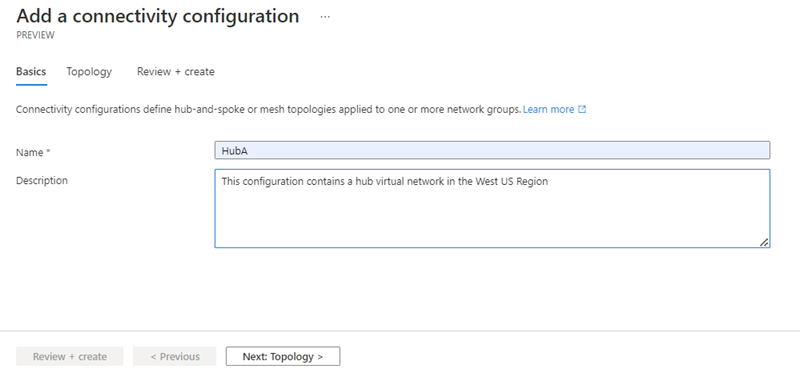 Add a connectivity configuration ...
PREVIEW
Basics Topology Review + create
Connectivity configurations define hub-and-spoke or mesh topologies applied to one or more network groups. Learn more
Name * HubA
Description This configuration contains a hub virtual network in the West US Region
Review + create < Previous Next: Topology >